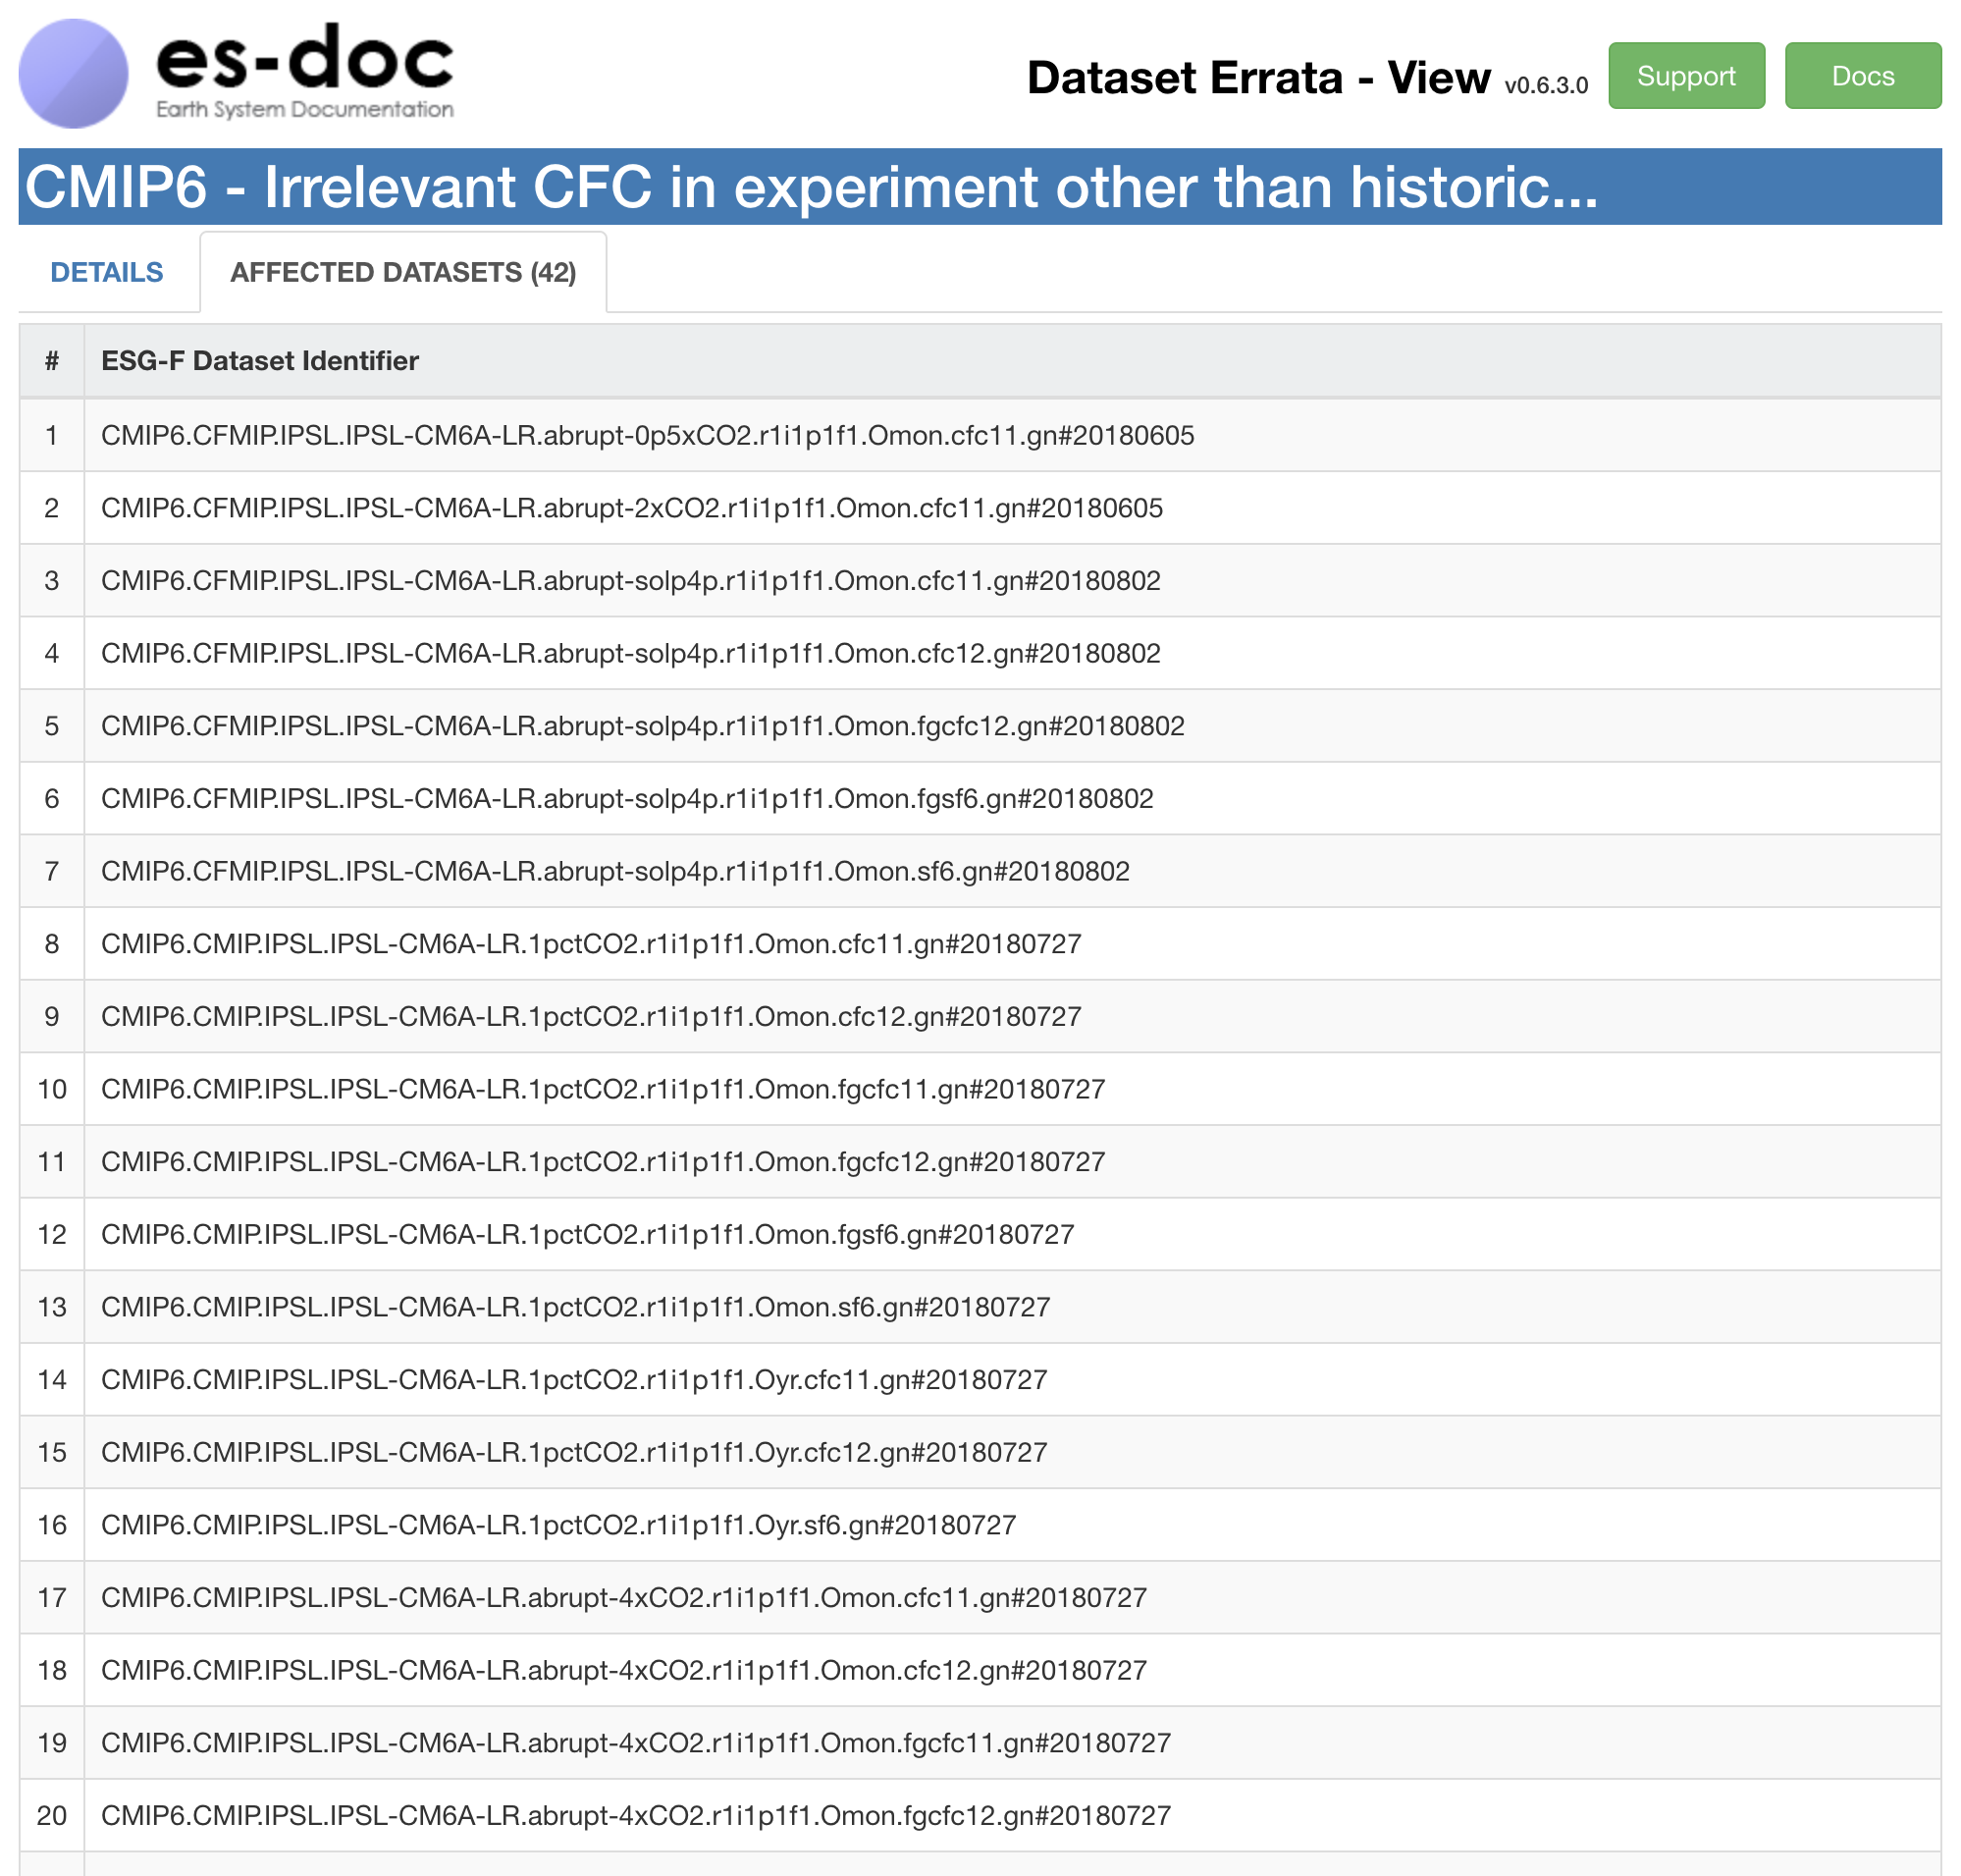 es-doc
Earth System Documentation
Dataset Errata - View v0.6.3.0
Support
Docs
CMIP6 - Irrelevant CFC in experiment other than historic...
DETAILS
AFFECTED DATASETS (42)
# ESG-F Dataset Identifier
1 CMIP6.CFMIP.IPSL.IPSL-CM6A-LR.abrupt-0p5xCO2.r1i1p1f1.Omon.cfc11.gn#20180605
2 CMIP6.CFMIP.IPSL.IPSL-CM6A-LR.abrupt-2xCO2.r1i1p1f1.Omon.cfc11.gn#20180605
3 CMIP6.CFMIP.IPSL.IPSL-CM6A-LR.abrupt-solp4p.r1i1p1f1.Omon.cfc11.gn#20180802
4 CMIP6.CFMIP.IPSL.IPSL-CM6A-LR.abrupt-solp4p.r1i1p1f1.Omon.cfc12.gn#20180802
5 CMIP6.CFMIP.IPSL.IPSL-CM6A-LR.abrupt-solp4p.r1i1p1f1.Omon.fgcfc12.gn#20180802
6 CMIP6.CFMIP.IPSL.IPSL-CM6A-LR.abrupt-solp4p.r1i1p1f1.Omon.fgsf6.gn#20180802
7 CMIP6.CFMIP.IPSL.IPSL-CM6A-LR.abrupt-solp4p.r1i1p1f1.Omon.sf6.gn#20180802
8 CMIP6.CMIP.IPSL.IPSL-CM6A-LR.1pctCO2.r1i1p1f1.Omon.cfc11.gn#20180727
9 CMIP6.CMIP.IPSL.IPSL-CM6A-LR.1pctCO2.r1i1p1f1.Omon.cfc12.gn#20180727
10 CMIP6.CMIP.IPSL.IPSL-CM6A-LR.1pctCO2.r1i1p1f1.Omon.fgcfc11.gn#20180727
11 CMIP6.CMIP.IPSL.IPSL-CM6A-LR.1pctCO2.r1i1p1f1.Omon.fgcfc12.gn#20180727
12 CMIP6.CMIP.IPSL.IPSL-CM6A-LR.1pctCO2.r1i1p1f1.Omon.fgsf6.gn#20180727
13 CMIP6.CMIP.IPSL.IPSL-CM6A-LR.1pctCO2.r1i1p1f1.Omon.sf6.gn#20180727
14 CMIP6.CMIP.IPSL.IPSL-CM6A-LR.1pctCO2.r1i1p1f1.Oyr.cfc11.gn#20180727
15 CMIP6.CMIP.IPSL.IPSL-CM6A-LR.1pctCO2.r1i1p1f1.Oyr.cfc12.gn#20180727
16 CMIP6.CMIP.IPSL.IPSL-CM6A-LR.1pctCO2.r1i1p1f1.Oyr.sf6.gn#20180727
17 CMIP6.CMIP.IPSL.IPSL-CM6A-LR.abrupt-4xCO2.r1i1p1f1.Omon.cfc11.gn#20180727
18 CMIP6.CMIP.IPSL.IPSL-CM6A-LR.abrupt-4xCO2.r1i1p1f1.Omon.cfc12.gn#20180727
19 CMIP6.CMIP.IPSL.IPSL-CM6A-LR.abrupt-4xCO2.r1i1p1f1.Omon.fgcfc11.gn#20180727
20 CMIP6.CMIP.IPSL.IPSL-CM6A-LR.abrupt-4xCO2.r1i1p1f1.Omon.fgcfc12.gn#20180727